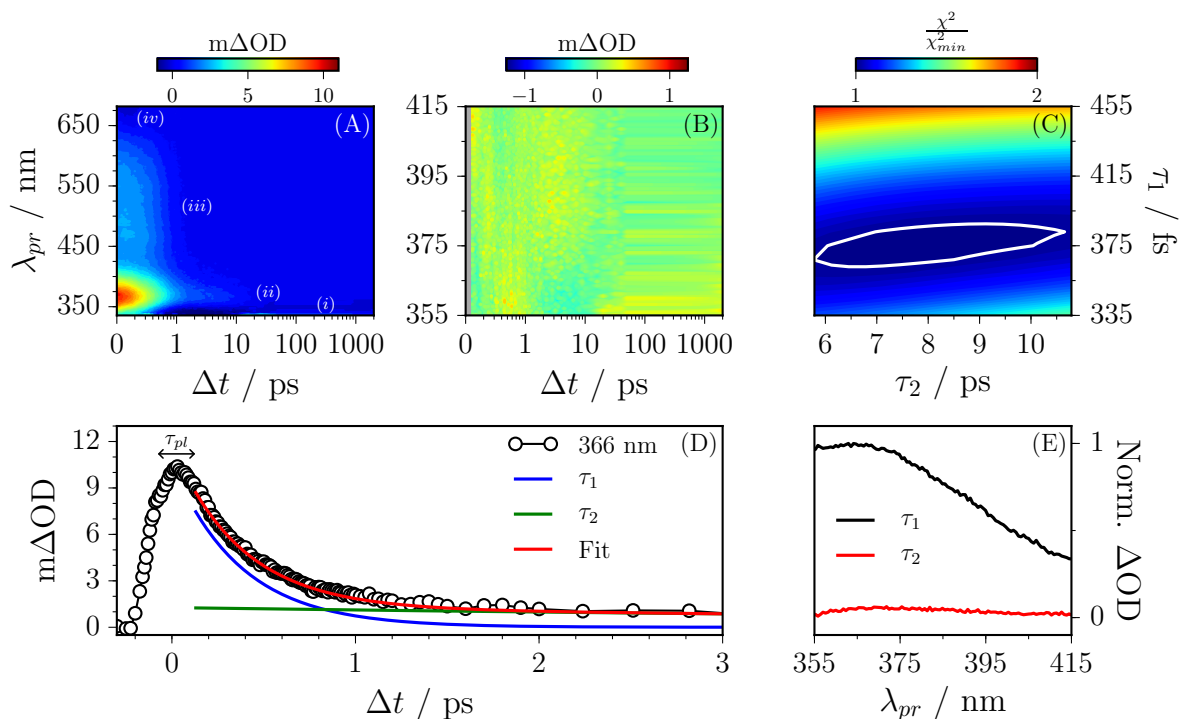 mΔOD
0 5 10
(A)
(iv)
(iii)
(ii)
(i)
650
550
450
350
λpr / nm
0 1 10 100 1000
Δt / ps
mΔOD
−1 0 1
(B)
415
395
375
355
0 1 10 100 1000
Δt / ps
χ²/χ²min
1 2
(C)
455
415
375
335
τ1 / fs
6 7 8 9 10
τ2 / ps
(D)
τpl
366 nm
τ1
τ2
Fit
12
9
6
3
0
mΔOD
0 1 2 3
Δt / ps
(E)
τ1
τ2
1
0
Norm. ΔOD
355 375 395 415
λpr / nm